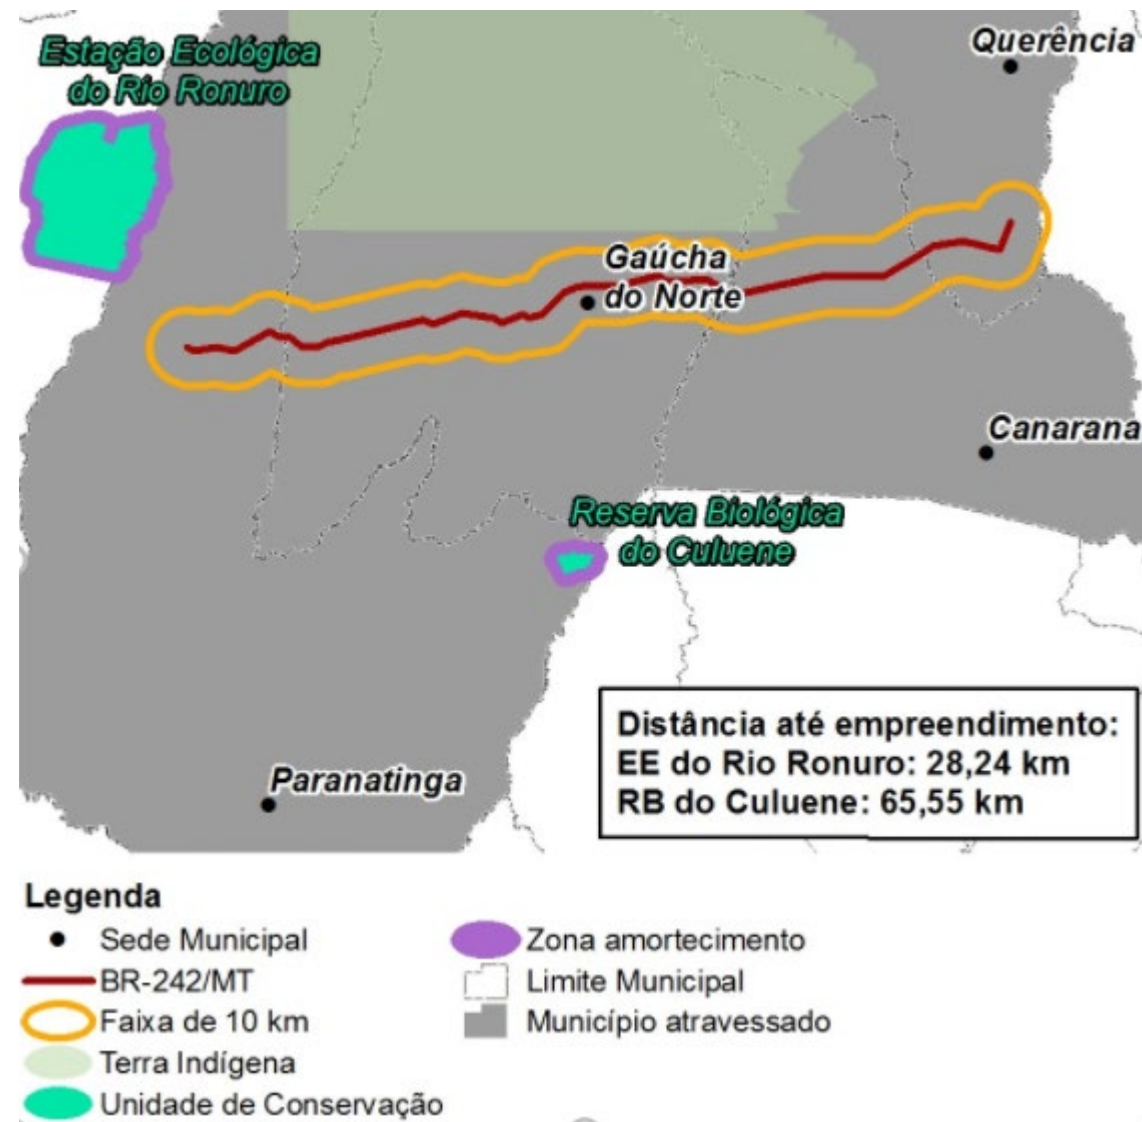 Estação Ecológica
do Rio Ronuro
Querência
Gaúcha
do Norte
Canarana
Reserva Biológica
do Culuene
Paranatinga
Distância até empreendimento:
EE do Rio Ronuro: 28,24 km
RB do Culuene: 65,55 km
Legenda
Sede Municipal
BR-242/MT
Faixa de 10 km
Terra Indígena
Unidade de Conservação
Zona amortecimento
Limite Municipal
Município atravessado